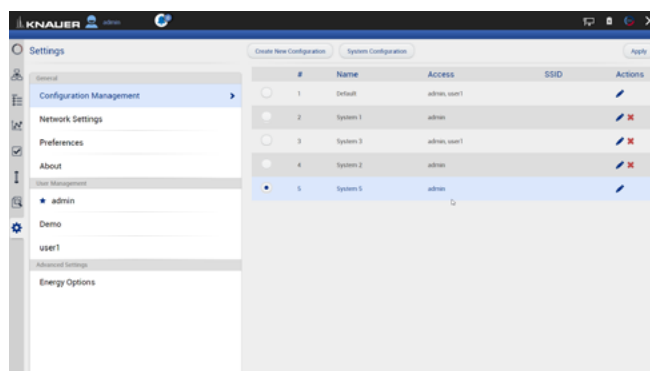 KNAUER admin
Settings
Create New Configuration
System Configuration
Apply
General
Configuration Management
Network Settings
Preferences
About
User Management
admin
Demo
user1
Advanced Settings
Energy Options
# Name Access SSID Actions
1 Default admin, user1
2 System 1 admin
3 System 3 admin, user1
4 System 2 admin
5 System 5 admin